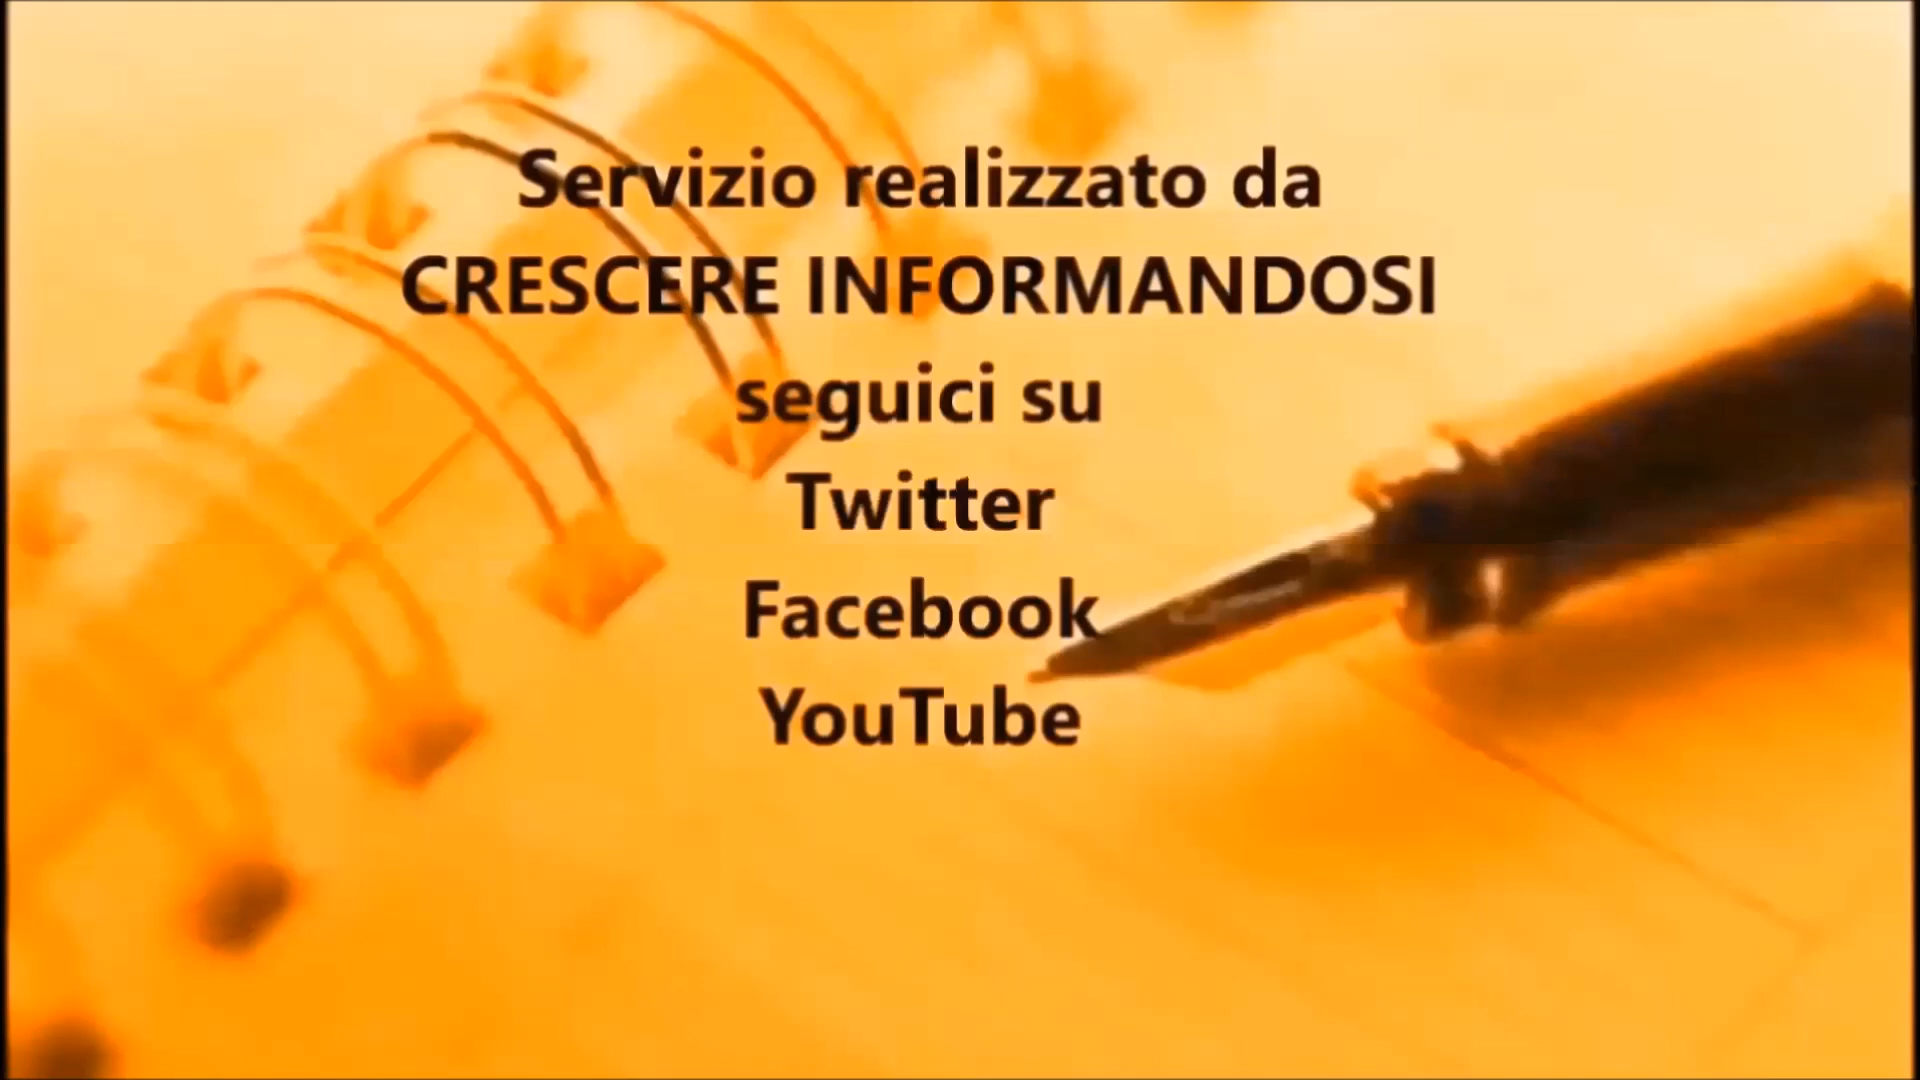 Servizio realizzato da
CRESCERE INFORMANDOSI
seguici su
Twitter
Facebook
YouTube